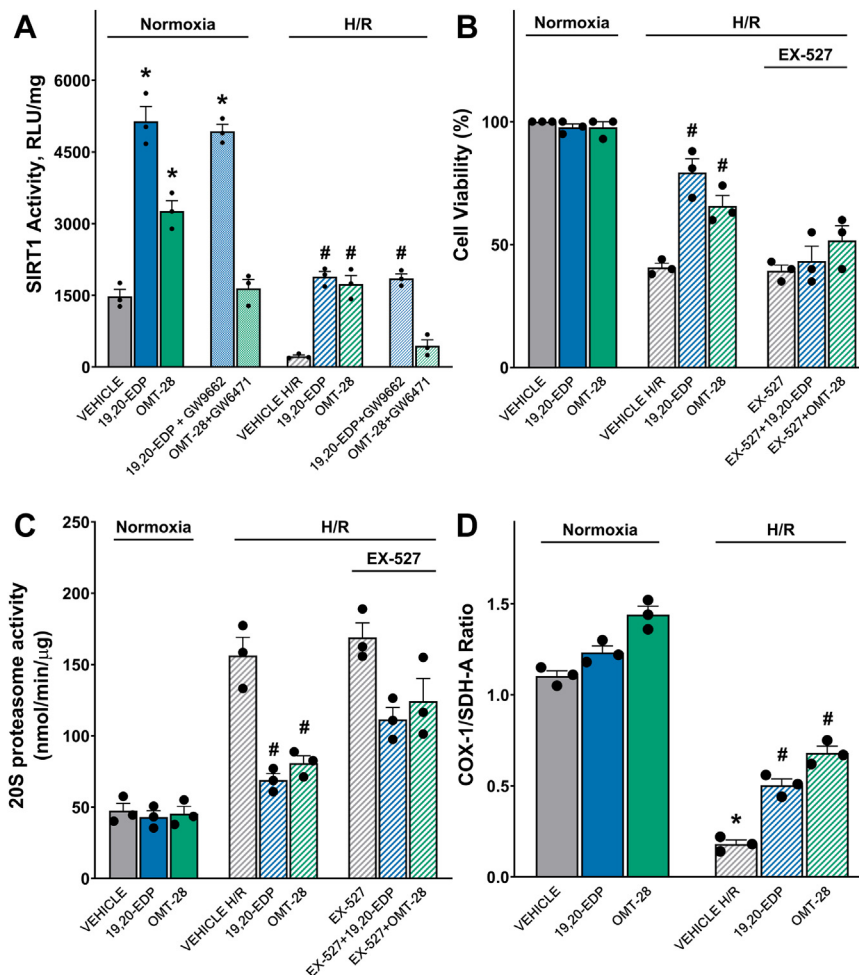 A
Normoxia
H/R
SIRT1 Activity, RLU/mg
6000
4500
3000
1500
0
*
*
*
#
#
#
VEHICLE
19,20-EDP
OMT-28
19,20-EDP + GW9662
OMT-28+GW6471
VEHICLE H/R
19,20-EDP
OMT-28
19,20-EDP+GW9662
OMT-28+GW6471
B
Normoxia
H/R
EX-527
Cell Viability (%)
100
50
0
#
#
VEHICLE
19,20-EDP
OMT-28
VEHICLE H/R
19,20-EDP
OMT-28
EX-527
EX-527+19,20-EDP
EX-527+OMT-28
C
Normoxia
H/R
EX-527
20S proteasome activity
(nmol/min/µg)
250
200
150
100
50
0
#
#
VEHICLE
19,20-EDP
OMT-28
VEHICLE H/R
19,20-EDP
OMT-28
EX-527
EX-527+19,20-EDP
EX-527+OMT-28
D
Normoxia
H/R
COX-1/SDH-A Ratio
1.5
1.0
0.5
0.0
*
#
#
VEHICLE
19,20-EDP
OMT-28
VEHICLE H/R
19,20-EDP
OMT-28